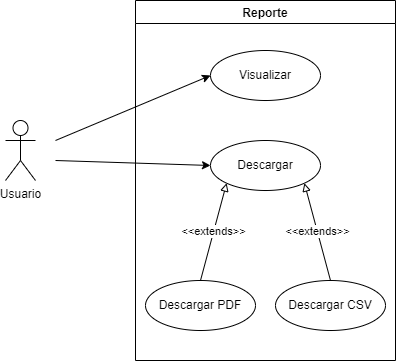 Reporte
Visualizar
Descargar
Usuario
<<extends>>
<<extends>>
Descargar PDF
Descargar CSV